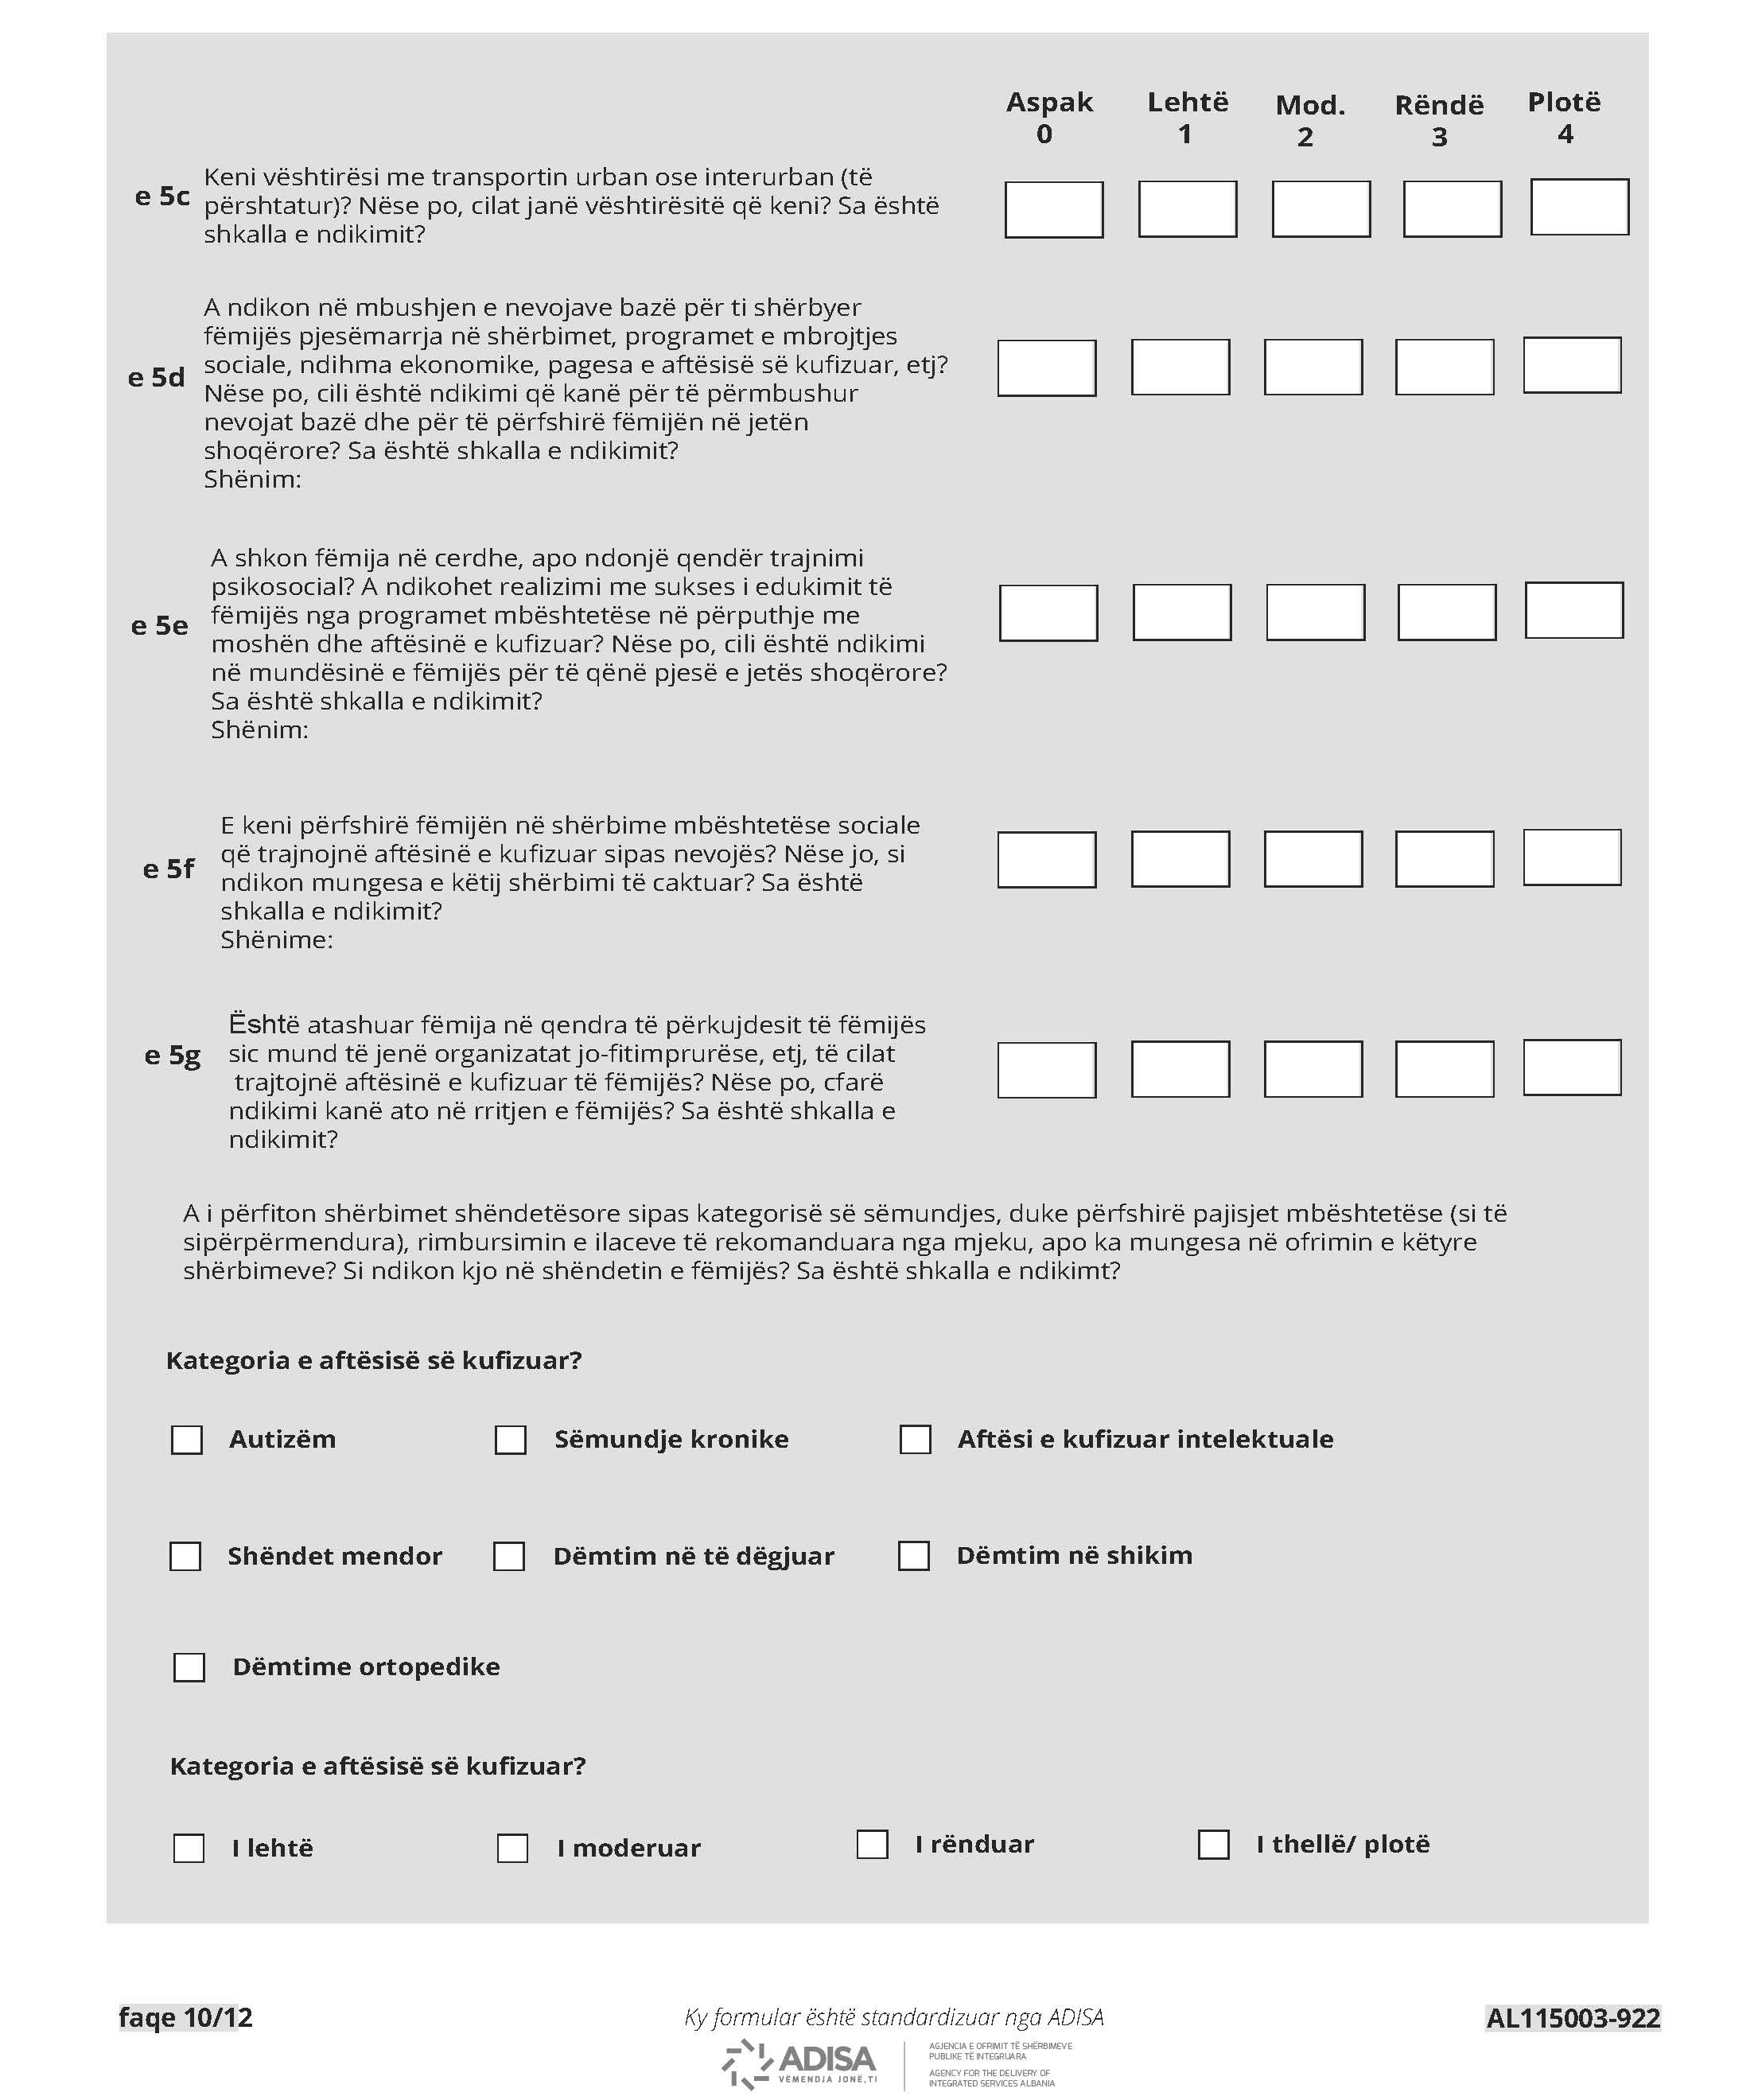 Aspak Lehtë Mod. Rëndë Plotë
0 1 2 3 4
e 5c
Keni vështirësi me transportin urban ose interurban (të
përshtatur)? Nëse po, cilat janë vështirësitë që keni? Sa është
shkalla e ndikimit?
e 5d
A ndikon në mbushjen e nevojave bazë për ti shërbyer
fëmijës pjesëmarrja në shërbimet, programet e mbrojtjes
sociale, ndihma ekonomike, pagesa e aftësisë së kufizuar, etj?
Nëse po, cili është ndikimi që kanë për të përmbushur
nevojat bazë dhe për të përfshirë fëmijën në jetën
shoqërore? Sa është shkalla e ndikimit?
Shënim:
e 5e
A shkon fëmija në cerdhe, apo ndonjë qendër trajnimi
psikosocial? A ndikohet realizimi me sukses i edukimit të
fëmijës nga programet mbështetëse në përputhje me
moshën dhe aftësinë e kufizuar? Nëse po, cili është ndikimi
në mundësinë e fëmijës për të qënë pjesë e jetës shoqërore?
Sa është shkalla e ndikimit?
Shënim:
e 5f
E keni përfshirë fëmijën në shërbime mbështetëse sociale
që trajnojnë aftësinë e kufizuar sipas nevojës? Nëse jo, si
ndikon mungesa e këtij shërbimi të caktuar? Sa është
shkalla e ndikimit?
Shënime:
e 5g
Është atashuar fëmija në qendra të përkujdesit të fëmijës
sic mund të jenë organizatat jo-fitimprurëse, etj, të cilat
trajtojnë aftësinë e kufizuar të fëmijës? Nëse po, cfarë
ndikimi kanë ato në rritjen e fëmijës? Sa është shkalla e
ndikimit?
A i përfiton shërbimet shëndetësore sipas kategorisë së sëmundjes, duke përfshirë pajisjet mbështetëse (si të
sipërpërmendura), rimbursimin e ilaceve të rekomanduara nga mjeku, apo ka mungesa në ofrimin e këtyre
shërbimeve? Si ndikon kjo në shëndetin e fëmijës? Sa është shkalla e ndikimt?
Kategoria e aftësisë së kufizuar?
Autizëm Sëmundje kronike Aftësi e kufizuar intelektuale
Shëndet mendor Dëmtim në të dëgjuar Dëmtim në shikim
Dëmtime ortopedike
Kategoria e aftësisë së kufizuar?
I lehtë I moderuar I rënduar I thellë/ plotë
faqe 10/12 Ky formular është standardizuar nga ADISA AL115003-922
ADISA
VËMENDJA JONË, TI
AGJENCIA E OFRIMIT TË SHËRBIMEVE
PUBLIKE TË INTEGRUARA
AGENCY FOR THE DELIVERY OF
INTEGRATED SERVICES ALBANIA